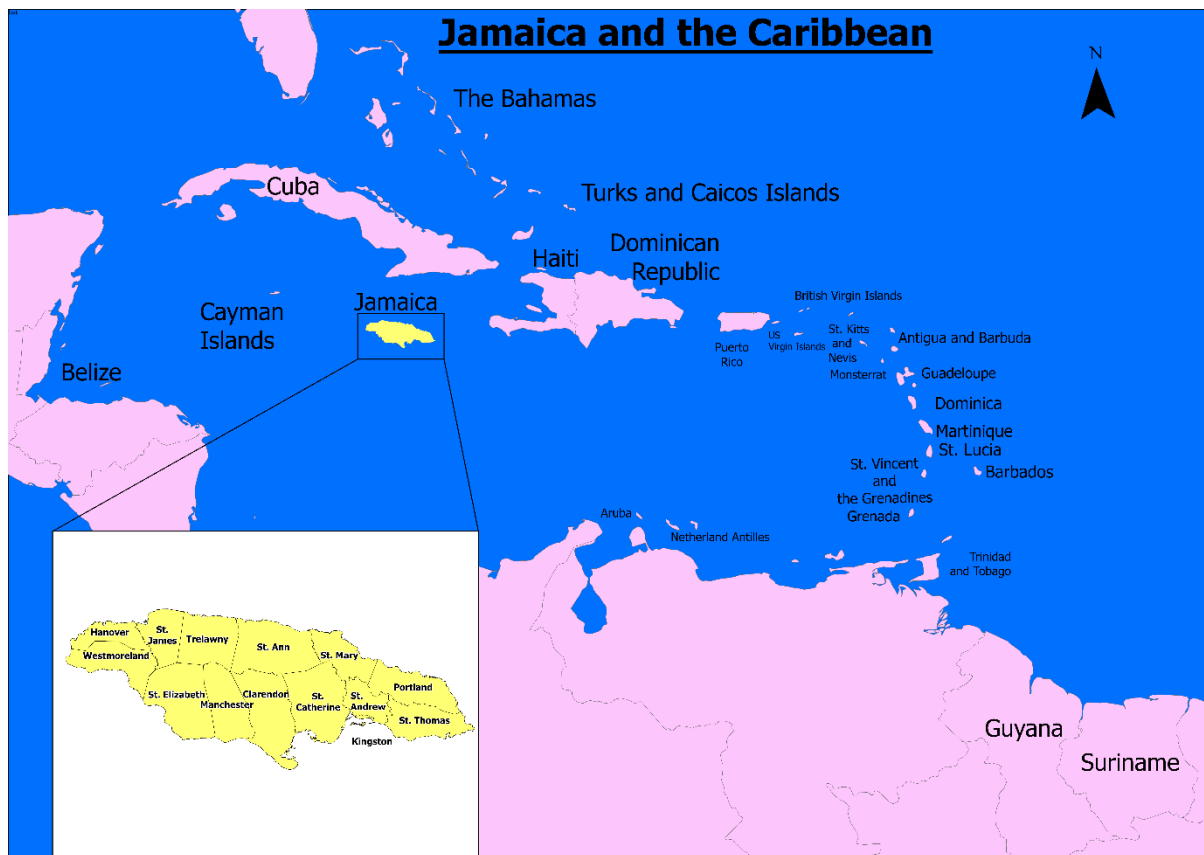 Jamaica and the Caribbean
N
The Bahamas
Cuba
Turks and Caicos Islands
Haiti
Dominican
Republic
Cayman
Islands
Jamaica
Belize
British Virgin Islands
Puerto
Rico
US
Virgin Islands
St. Kitts
and
Nevis
Antigua and Barbuda
Monsterrat
Guadeloupe
Dominica
Martinique
St. Lucia
St. Vincent
and
the Grenadines
Barbados
Grenada
Aruba
Netherland Antilles
Trinidad
and Tobago
Guyana
Suriname
Hanover
St.
James
Trelawny
St. Ann
St. Mary
Westmoreland
St. Elizabeth
Manchester
Clarendon
St.
Catherine
St.
Andrew
Portland
St. Thomas
Kingston